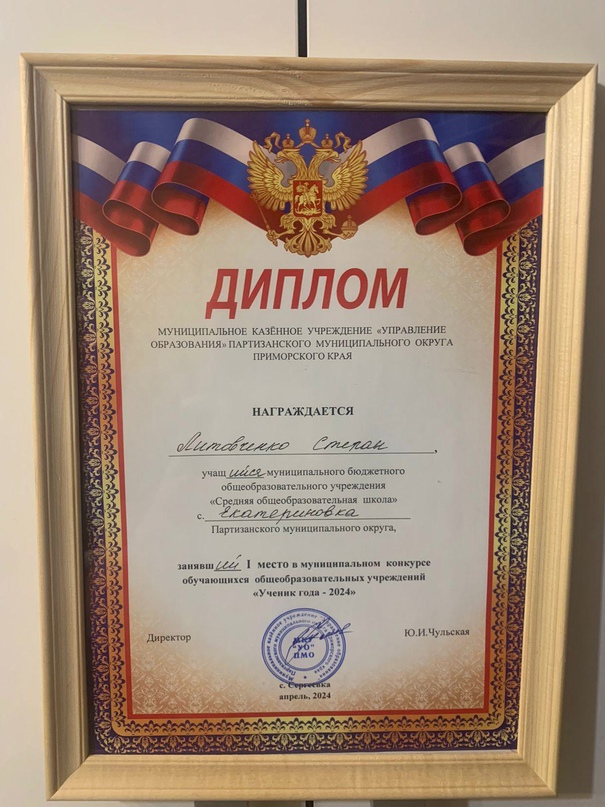 ДИПЛОМ
МУНИЦИПАЛЬНОЕ КАЗЁННОЕ УЧРЕЖДЕНИЕ «УПРАВЛЕНИЕ
ОБРАЗОВАНИЯ» ПАРТИЗАНСКОГО МУНИЦИПАЛЬНОГО ОКРУГА
ПРИМОРСКОГО КРАЯ
НАГРАЖДАЕТСЯ
Литовченко Степан,
учащийся муниципального бюджетного
общеобразовательного учреждения
«Средняя общеобразовательная школа»
с. Екатериновка
Партизанского муниципального округа,
занявший I место в муниципальном конкурсе
обучающихся общеобразовательных учреждений
«Ученик года - 2024»
Директор Ю.И.Чульская
МКУ
"УО"
ПМО
с. Сергеевка
апрель, 2024